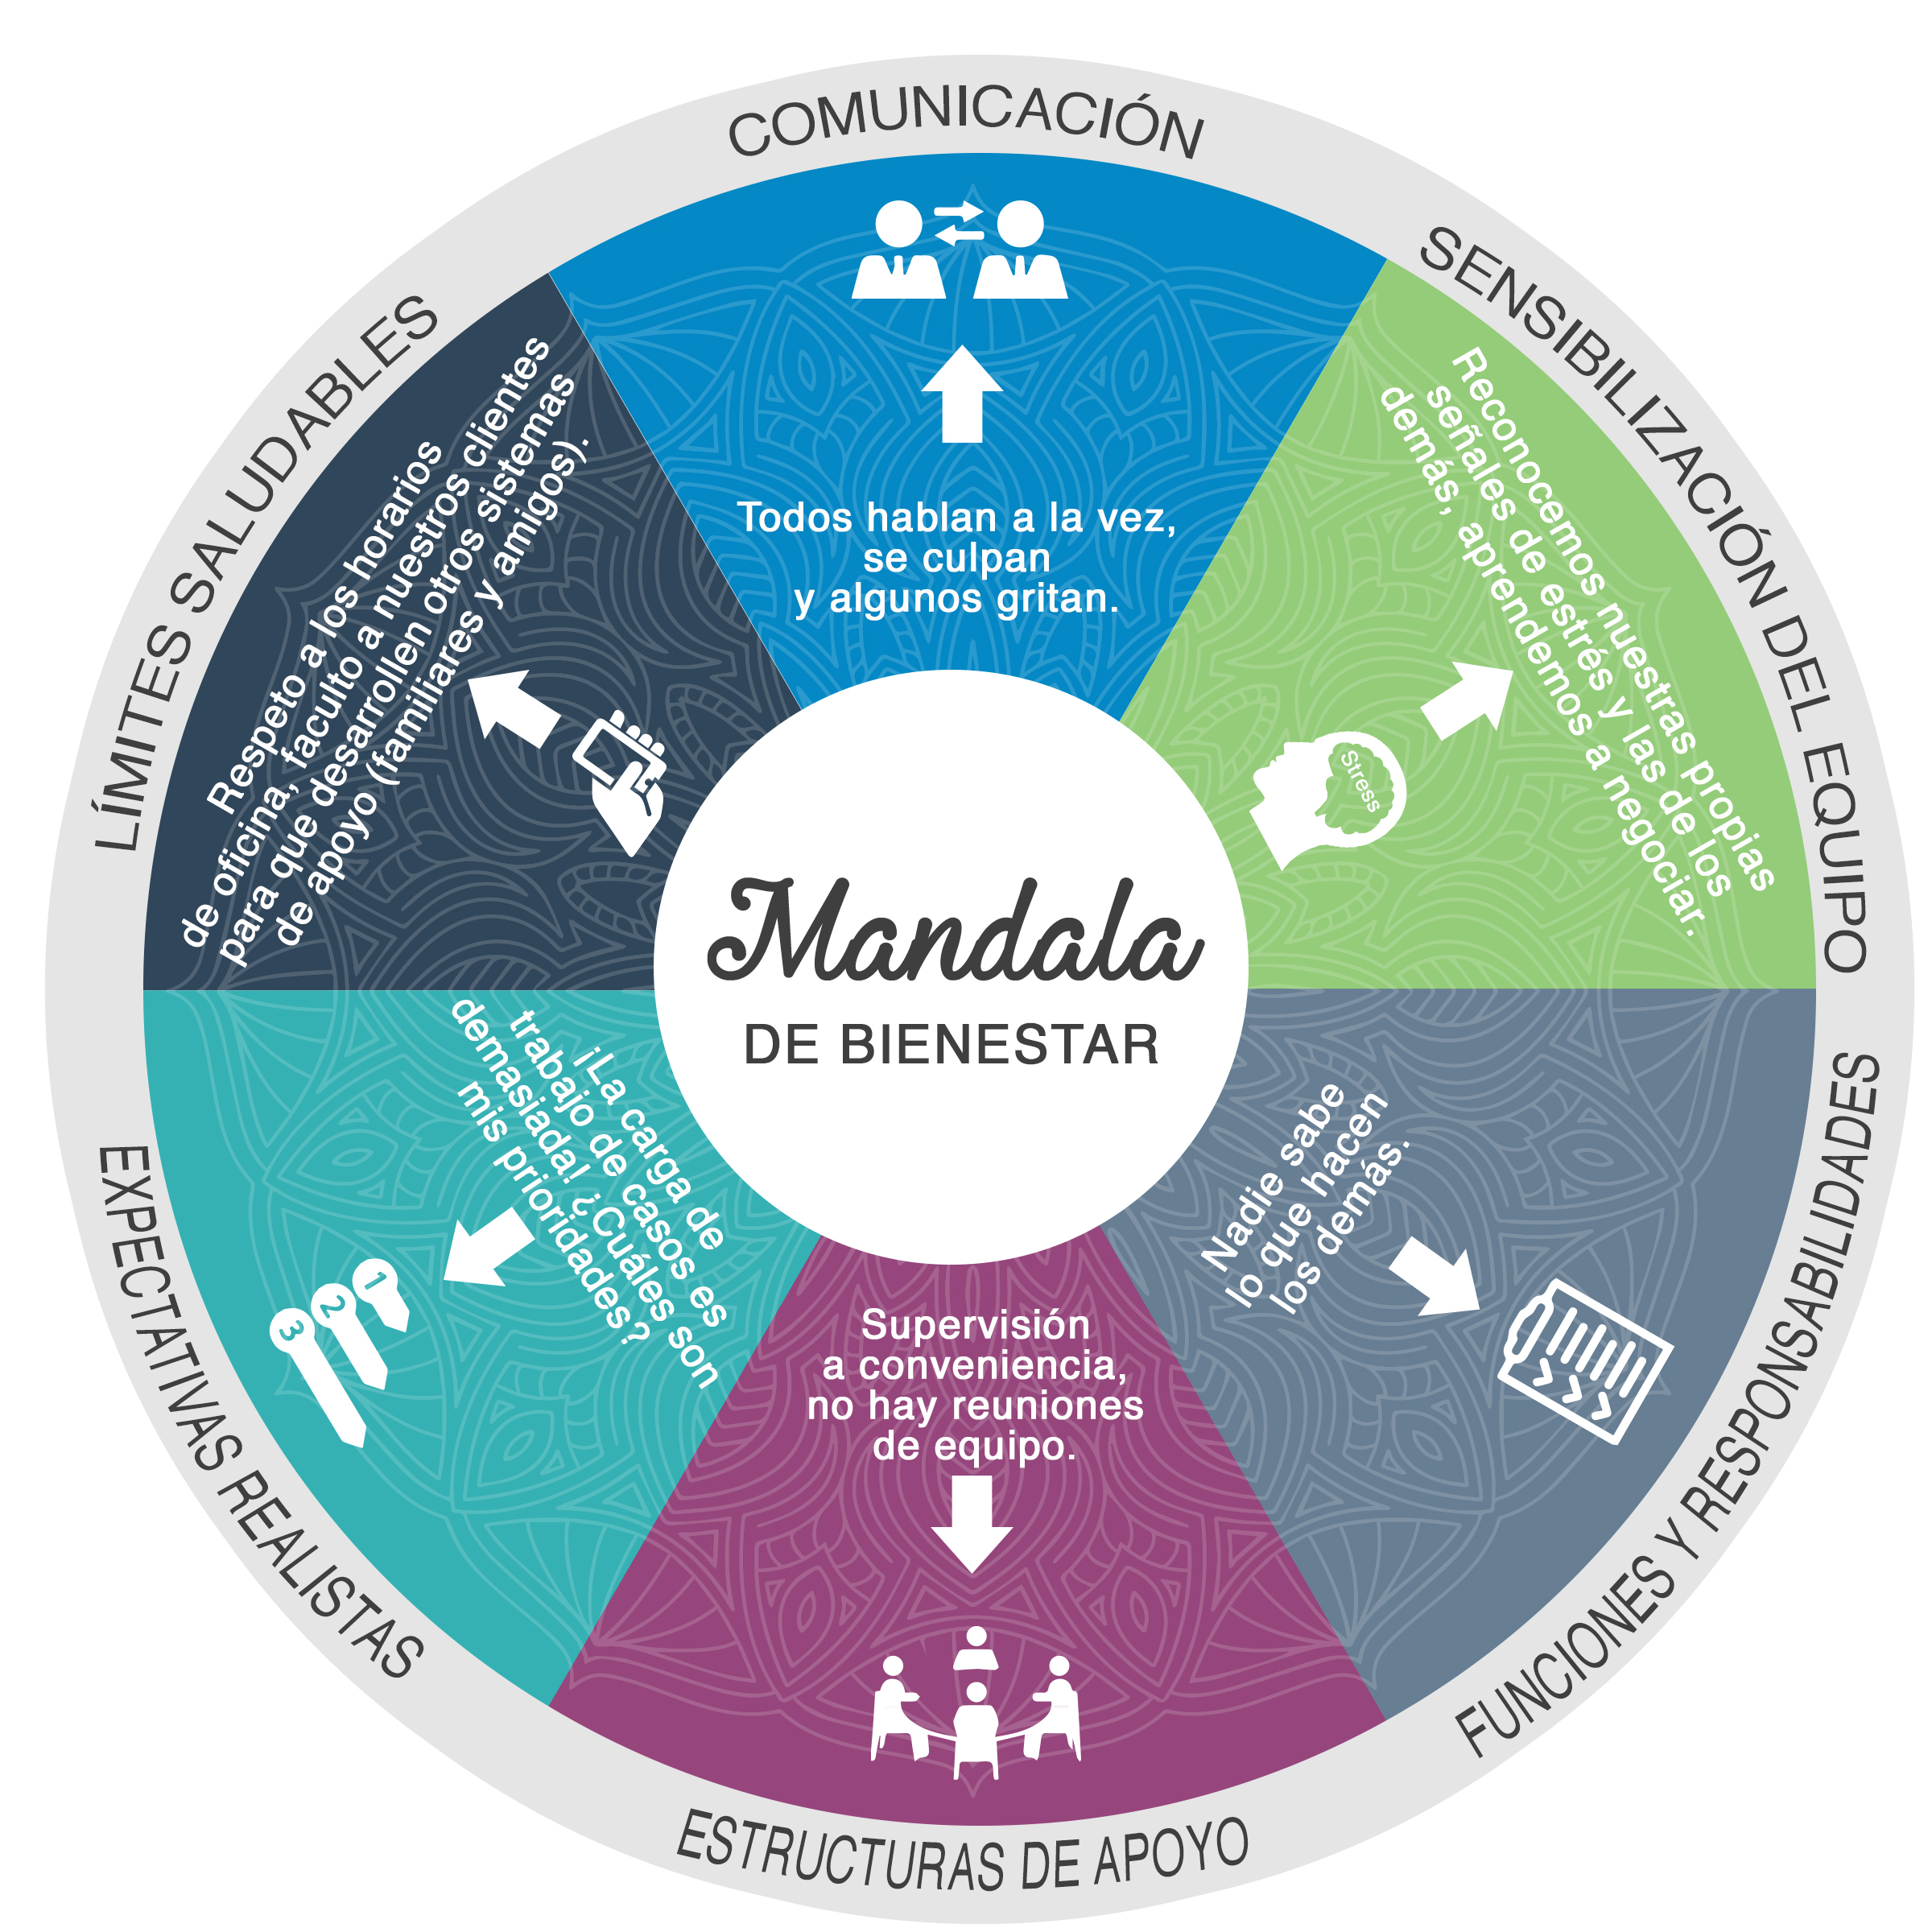 COMUNICACIÓN
Todos hablan a la vez,
se culpan
y algunos gritan.
SENSIBILIZACIÓN DEL EQUIPO
Reconocemos nuestras propias
señales de estrés y las de los
demás, aprendemos a negociar.
Stress
FUNCIONES Y RESPONSABILIDADES
Nadie sabe
lo que hacen
los demás.
ESTRUCTURAS DE APOYO
Supervisión
a conveniencia,
no hay reuniones
de equipo.
EXPECTATIVAS REALISTAS
¡La carga de
trabajo de casos es
demasiada! ¿Cuáles son
mis prioridades?
1
2
3
LÍMITES SALUDABLES
Respeto a los horarios
de oficina, faculto a nuestros clientes
para que desarrollen otros sistemas
de apoyo (familiares y amigos).
Mandala
DE BIENESTAR